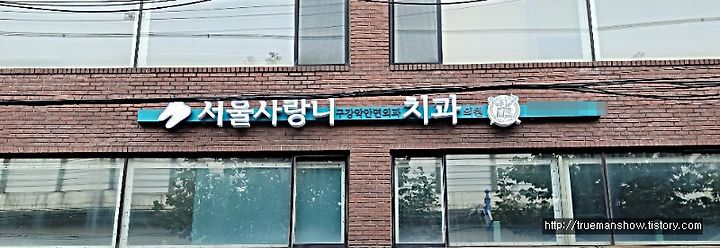 서울사랑니 구강악안면외과 치과 의원
http://truemanshow.tistory.com